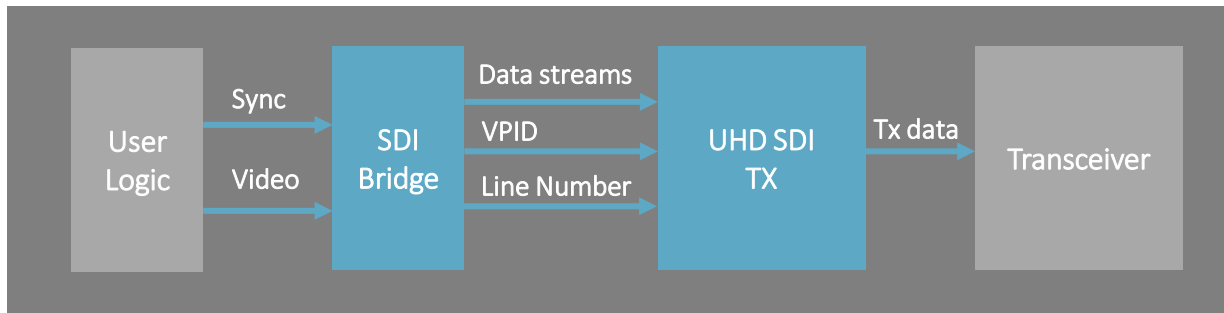 User
Logic
Sync
Video
SDI
Bridge
Data streams
VPID
Line Number
UHD SDI
TX
Tx data
Transceiver